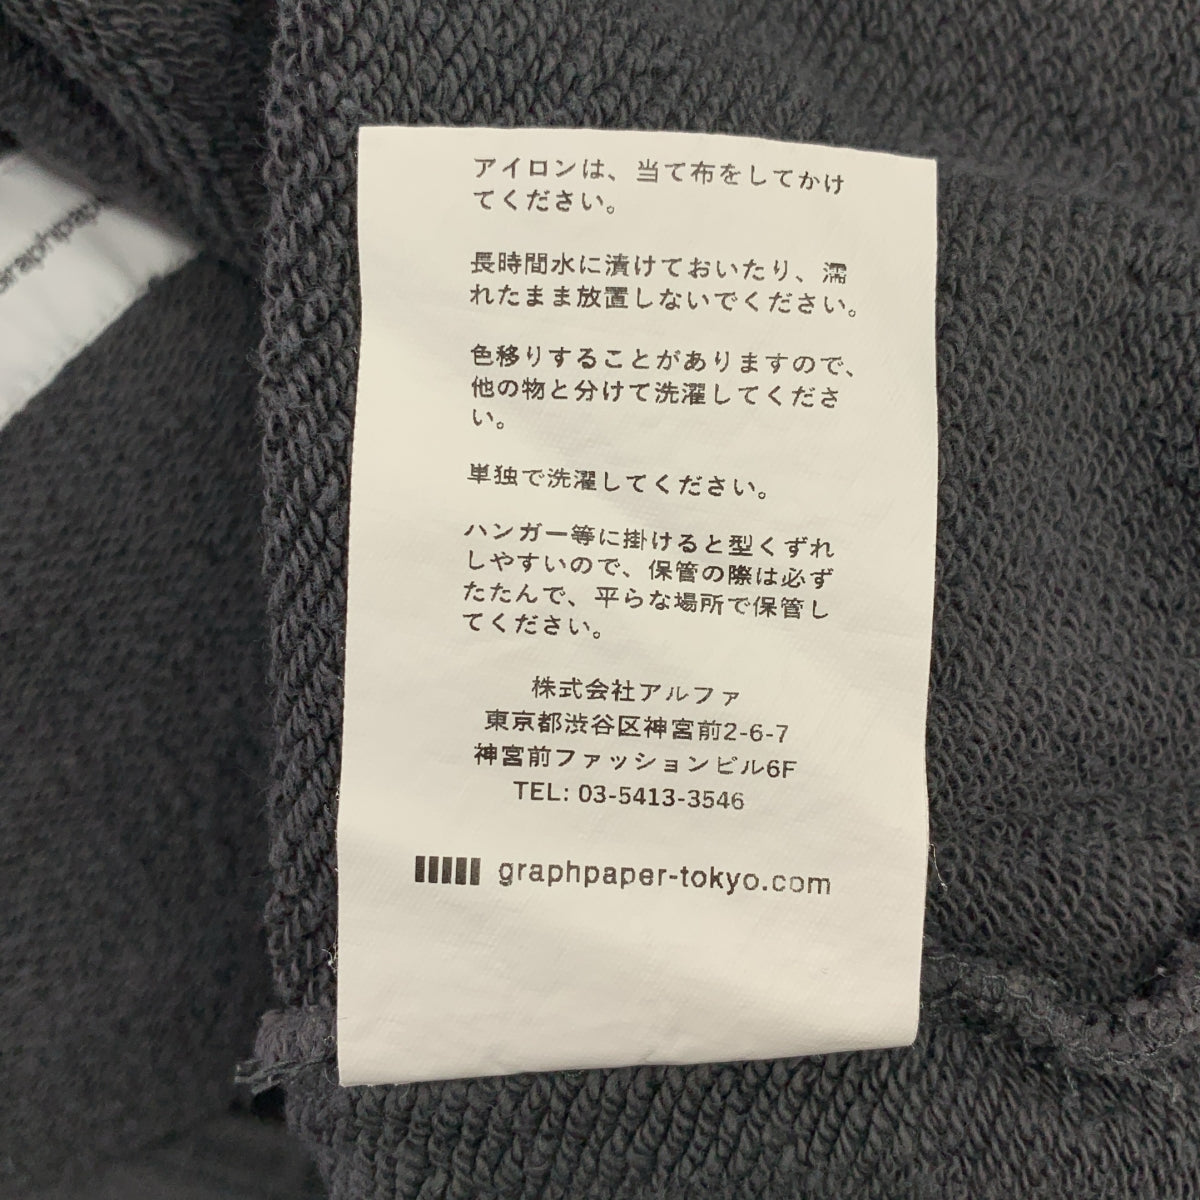 アイロンは、当て布をしてかけ
てください。
長時間水に漬けておいたり、濡
れたまま放置しないでください。
色移りすることがありますので、
他の物と分けて洗濯してくださ
い。
単独で洗濯してください。
ハンガー等に掛けると型くずれ
しやすいので、保管の際は必ず
たたんで、平らな場所で保管し
てください。
株式会社アルファ
東京都渋谷区神宮前2-6-7
神宮前ファッションビル6F
TEL: 03-5413-3546
graphpaper-tokyo.com